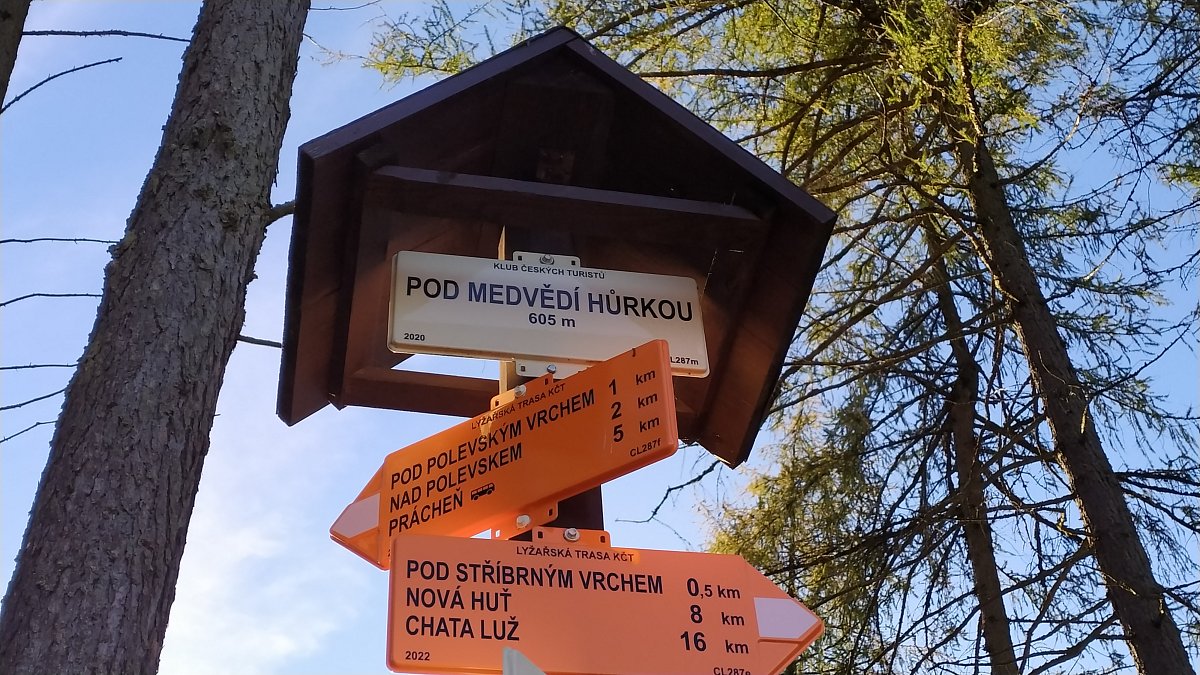 KLUB ČESKÝCH TURISTŮ
POD MEDVĚDÍ HŮRKOU
605 m
2020 CL287m
LYŽAŘSKÁ TRASA KČT
POD POLEVSKÝM VRCHEM 1 km
NAD POLEVSKEM 2 km
PRÁCHEŇ 5 km
CL287f
LYŽAŘSKÁ TRASA KČT
POD STŘÍBRNÝM VRCHEM 0,5 km
NOVÁ HUŤ 8 km
CHATA LUŽ 16 km
2022